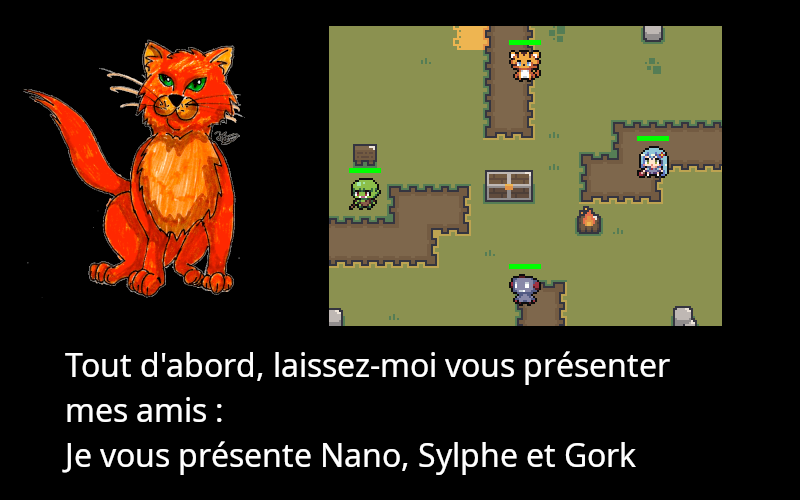 Tout d'abord, laissez-moi vous présenter
mes amis :
Je vous présente Nano, Sylphe et Gork